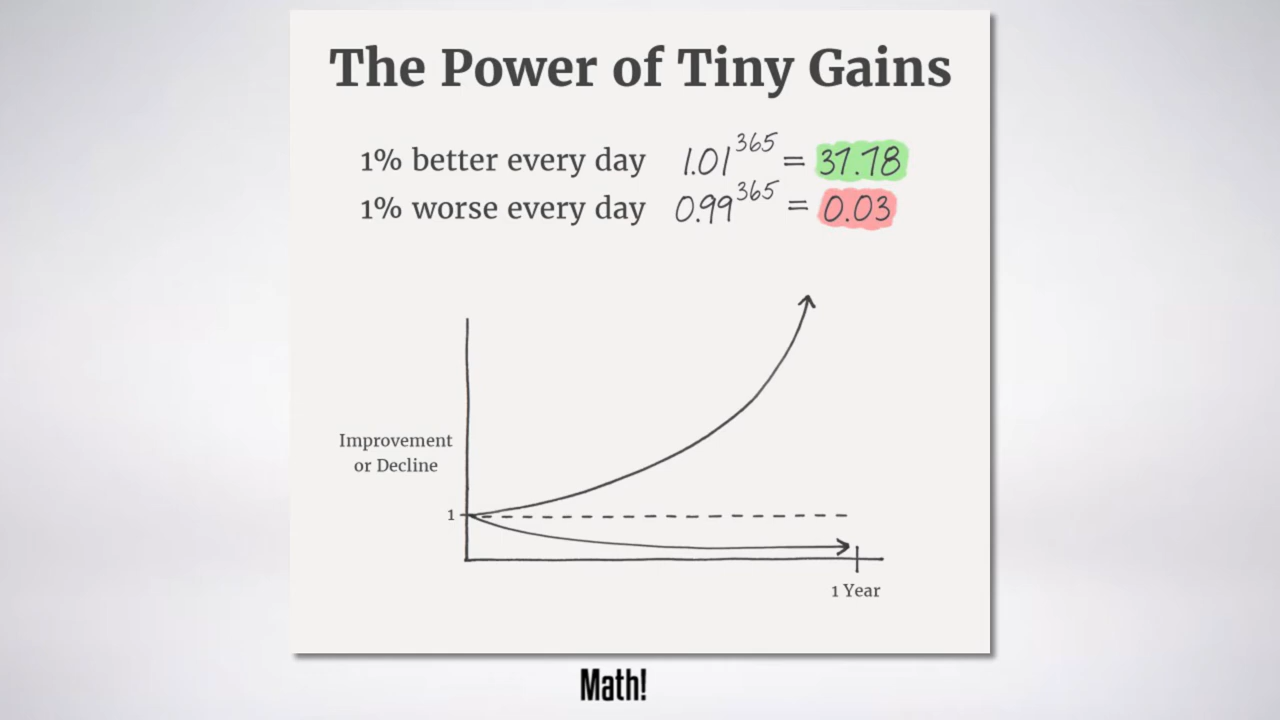 The Power of Tiny Gains
1% better every day 1.01^365 = 37.78
1% worse every day 0.99^365 = 0.03
Improvement
or Decline
1
1 Year
Math!